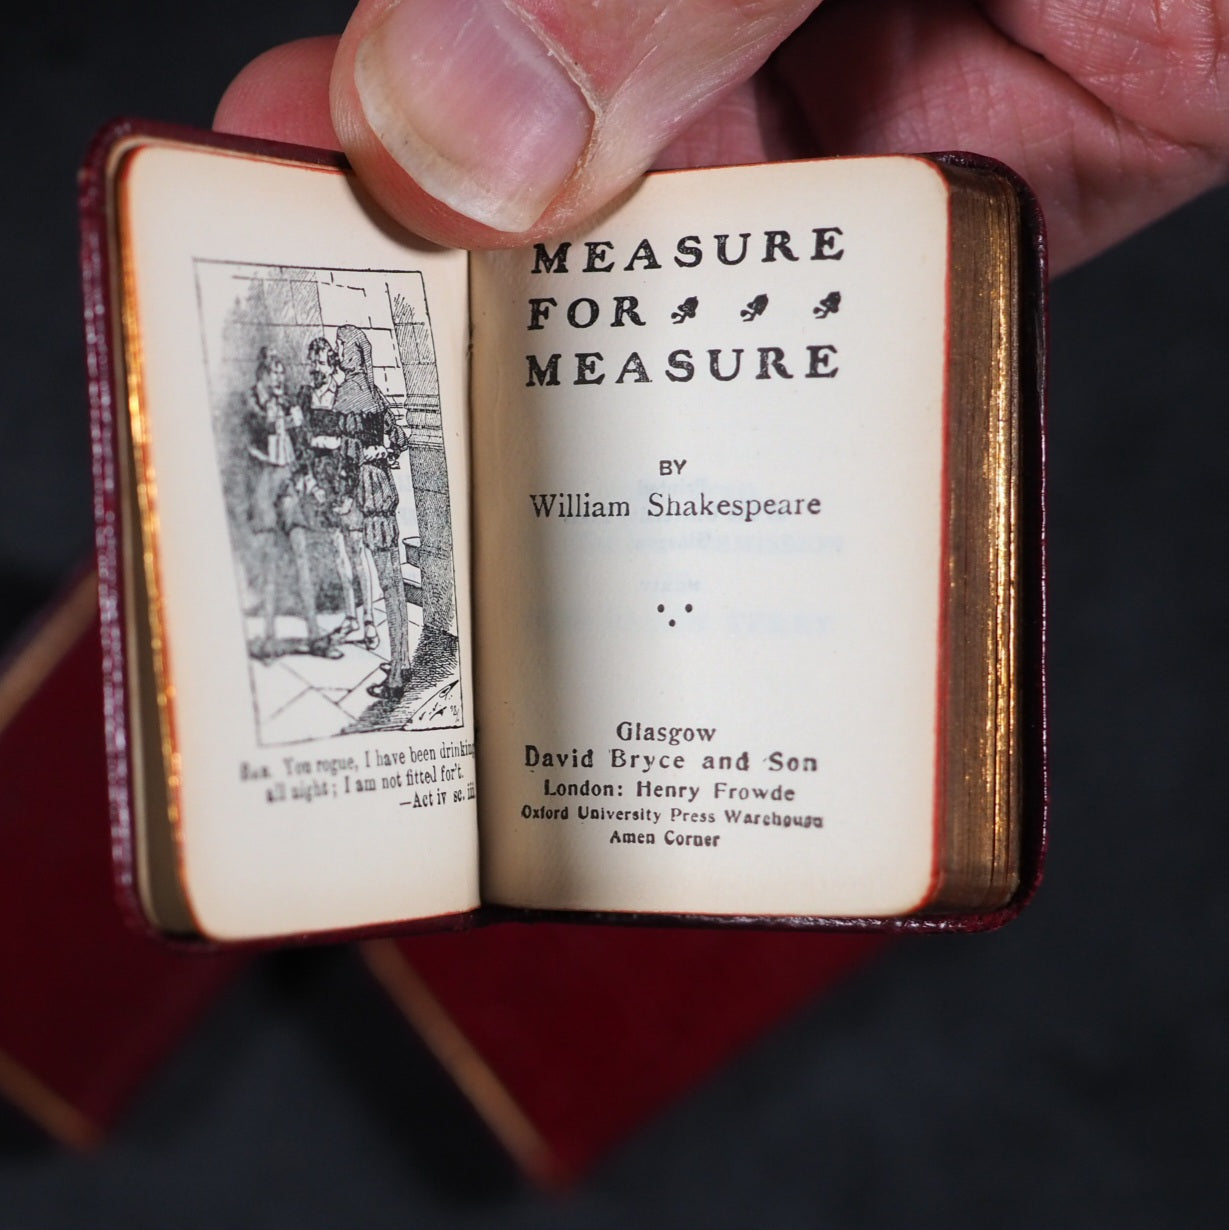 Bar. You rogue, I have been drinking
all night; I am not fitted for't.
—Act iv sc. iii
MEASURE
FOR
MEASURE
BY
William Shakespeare
Glasgow
David Bryce and Son
London: Henry Frowde
Oxford University Press Warehouse
Amen Corner